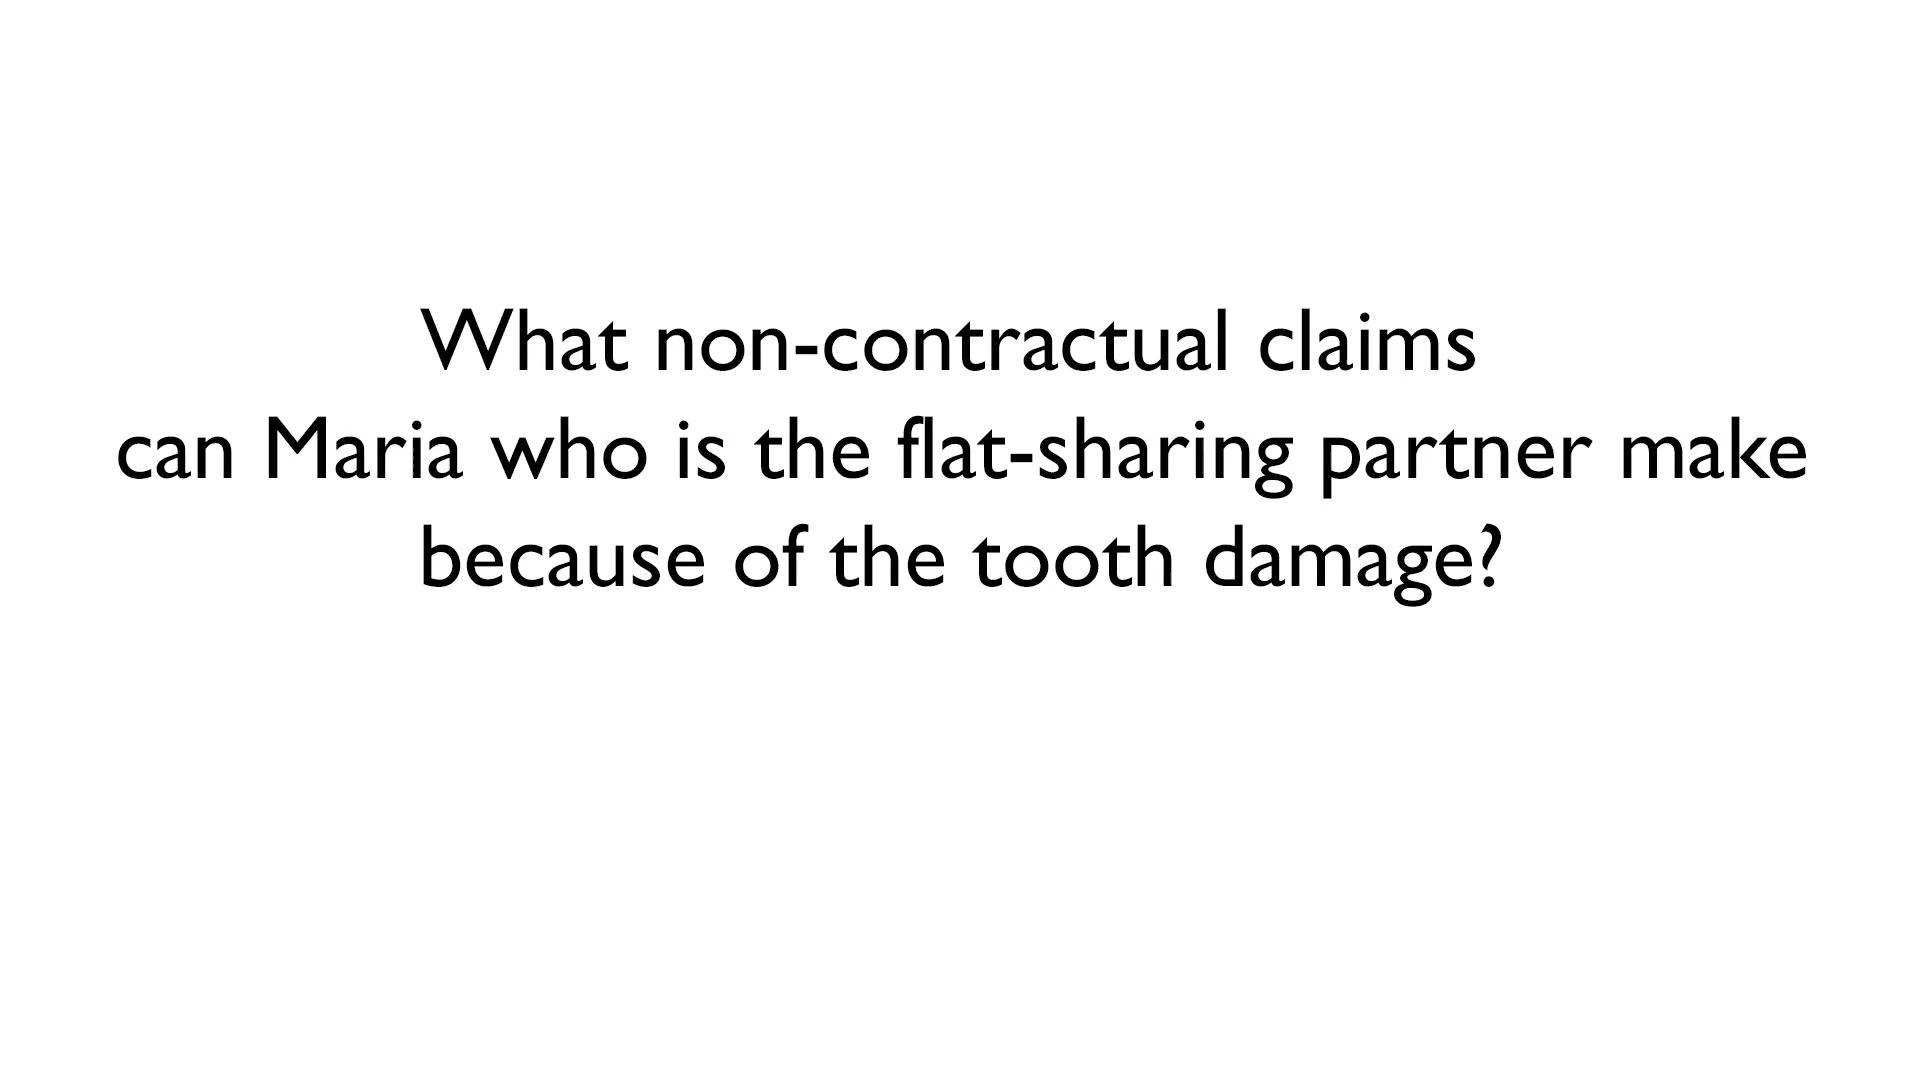 What non-contractual claims
can Maria who is the flat-sharing partner make
because of the tooth damage?